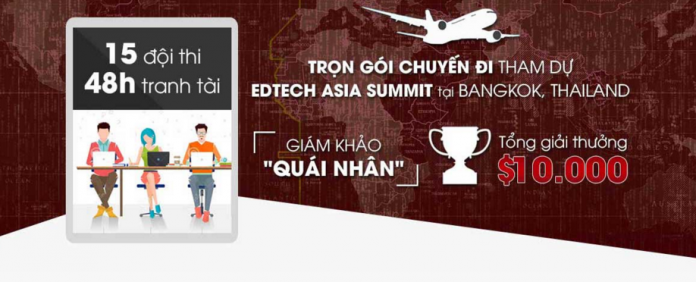 15 đội thi
48h tranh tài
TRỌN GÓI CHUYẾN ĐI THAM DỰ
EDTECH ASIA SUMMIT tại BANGKOK, THAILAND
GIÁM KHẢO
"QUÁI NHÂN"
Tổng giải thưởng
$10.000